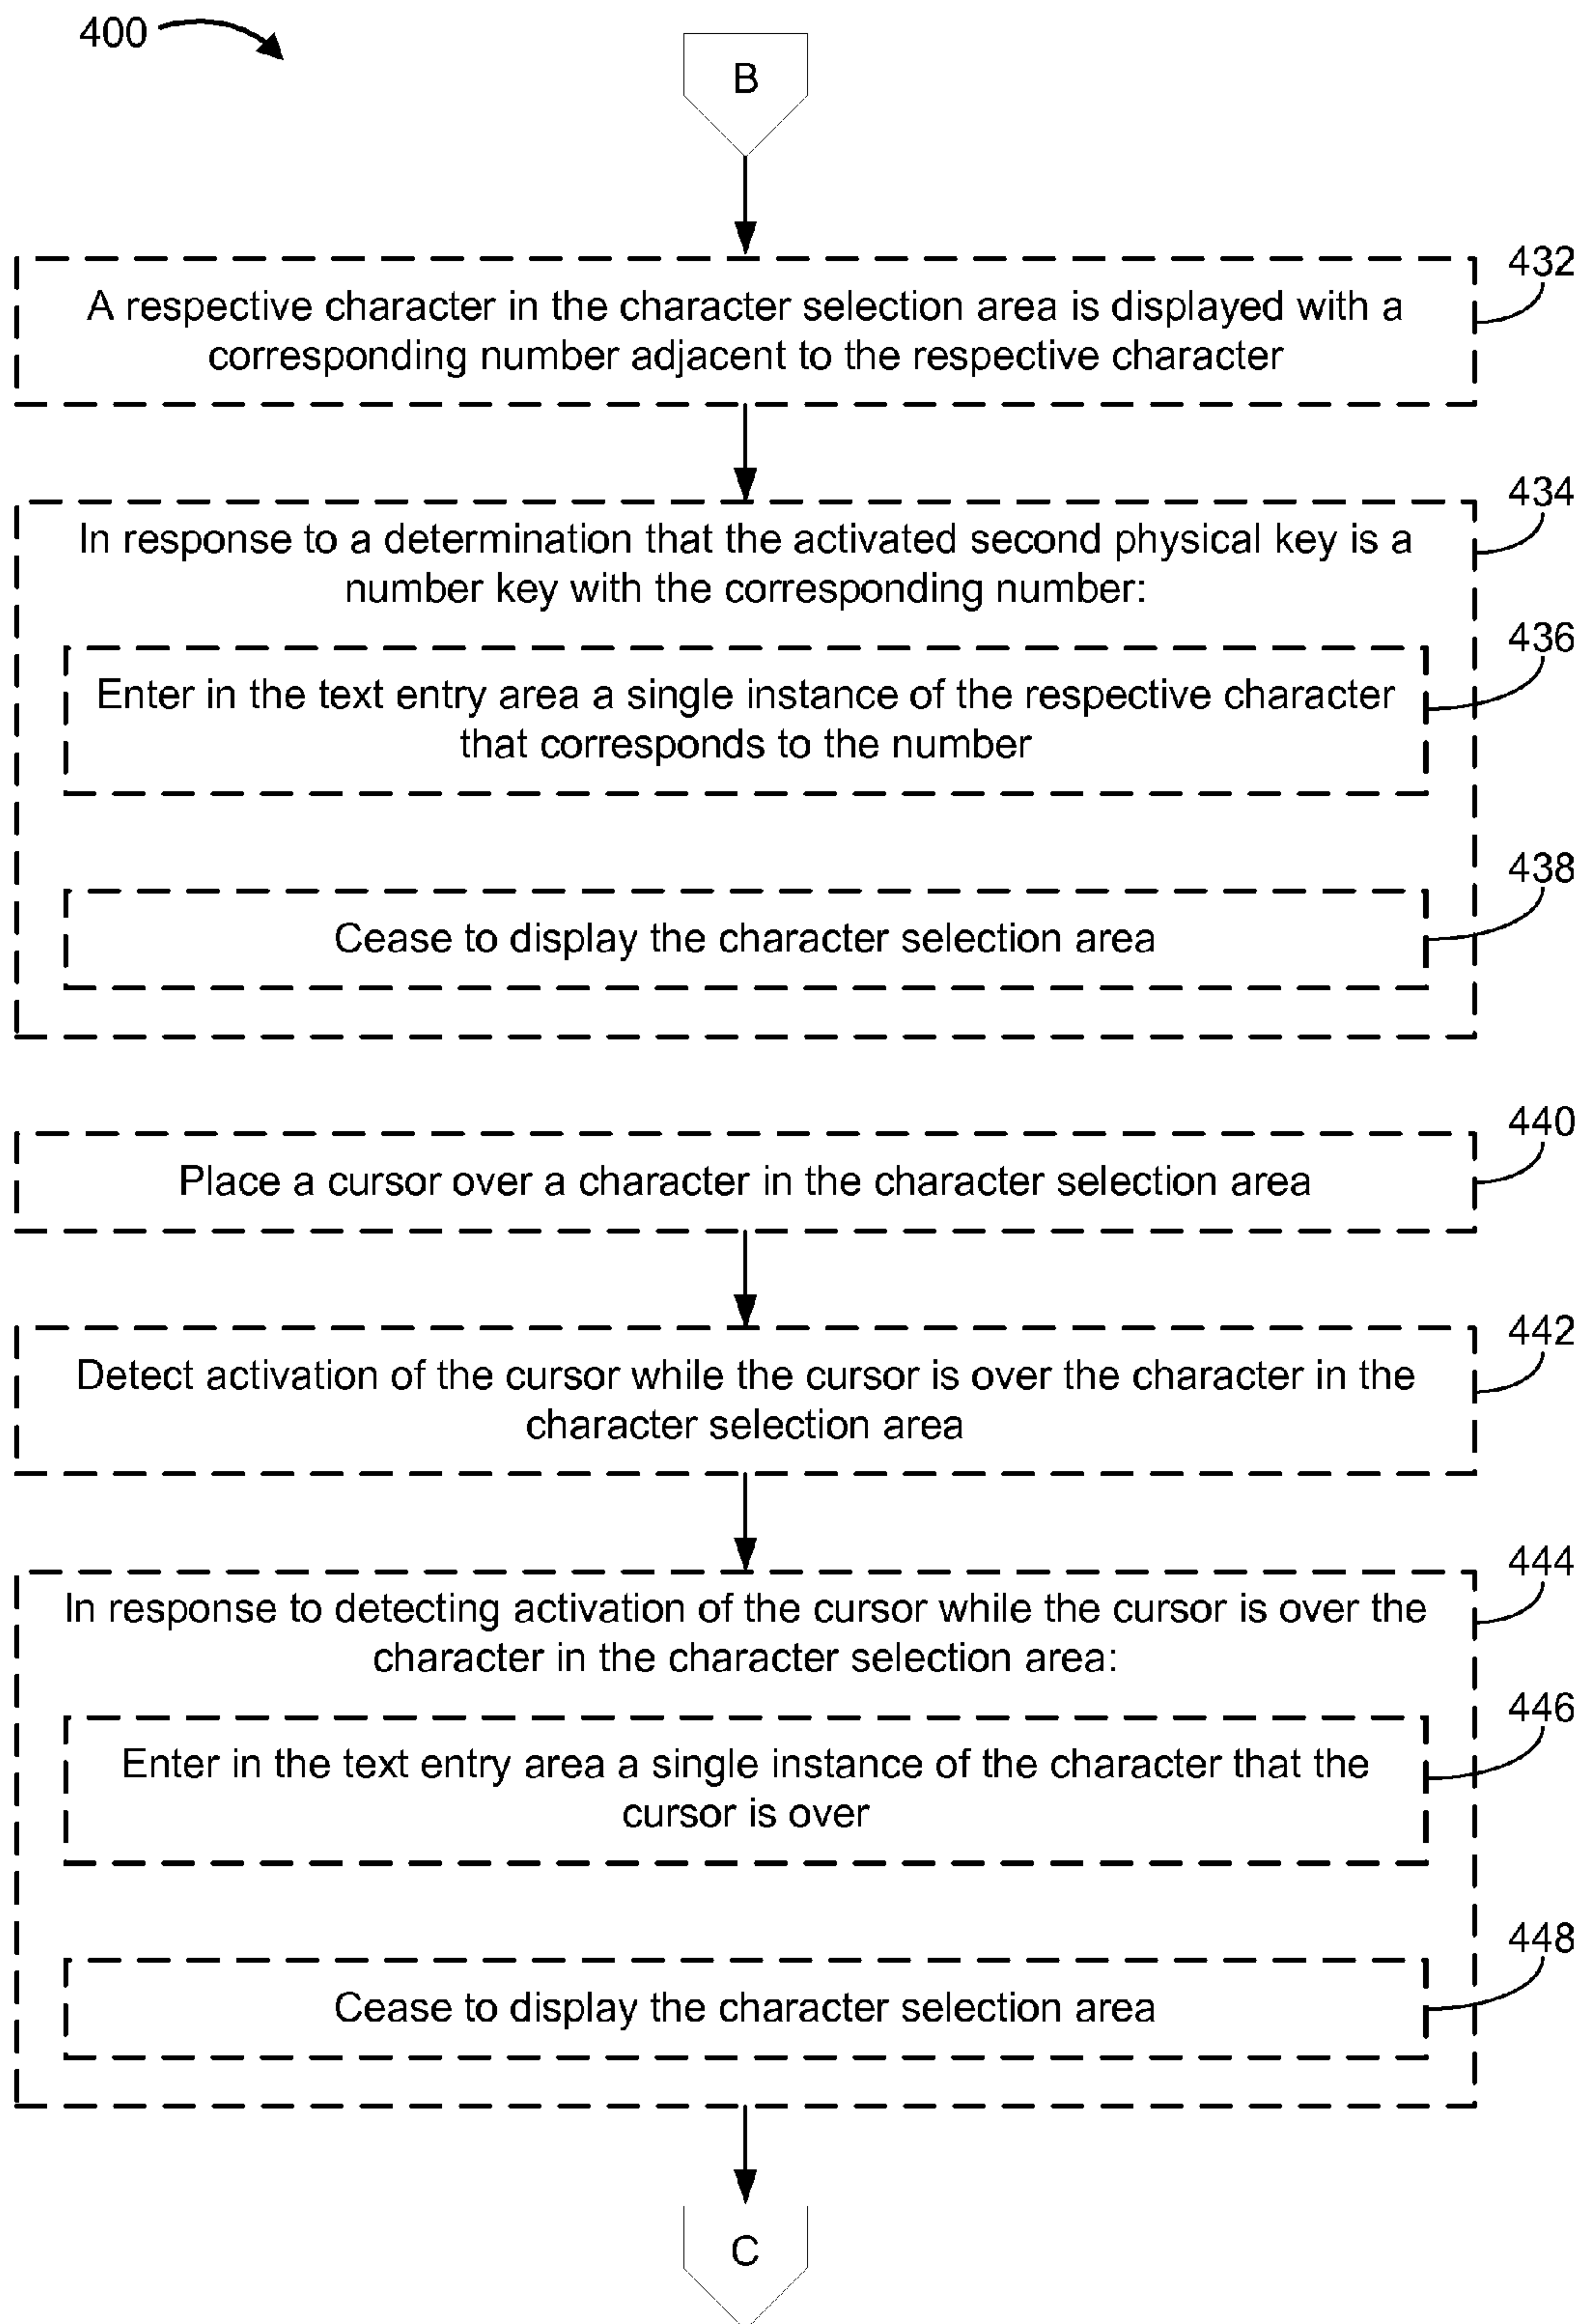 400
B
432
A respective character in the character selection area is displayed with a
corresponding number adjacent to the respective character
434
In response to a determination that the activated second physical key is a
number key with the corresponding number:
436
Enter in the text entry area a single instance of the respective character
that corresponds to the number
438
Cease to display the character selection area
440
Place a cursor over a character in the character selection area
442
Detect activation of the cursor while the cursor is over the character in the
character selection area
444
In response to detecting activation of the cursor while the cursor is over the
character in the character selection area:
446
Enter in the text entry area a single instance of the character that the
cursor is over
448
Cease to display the character selection area
C